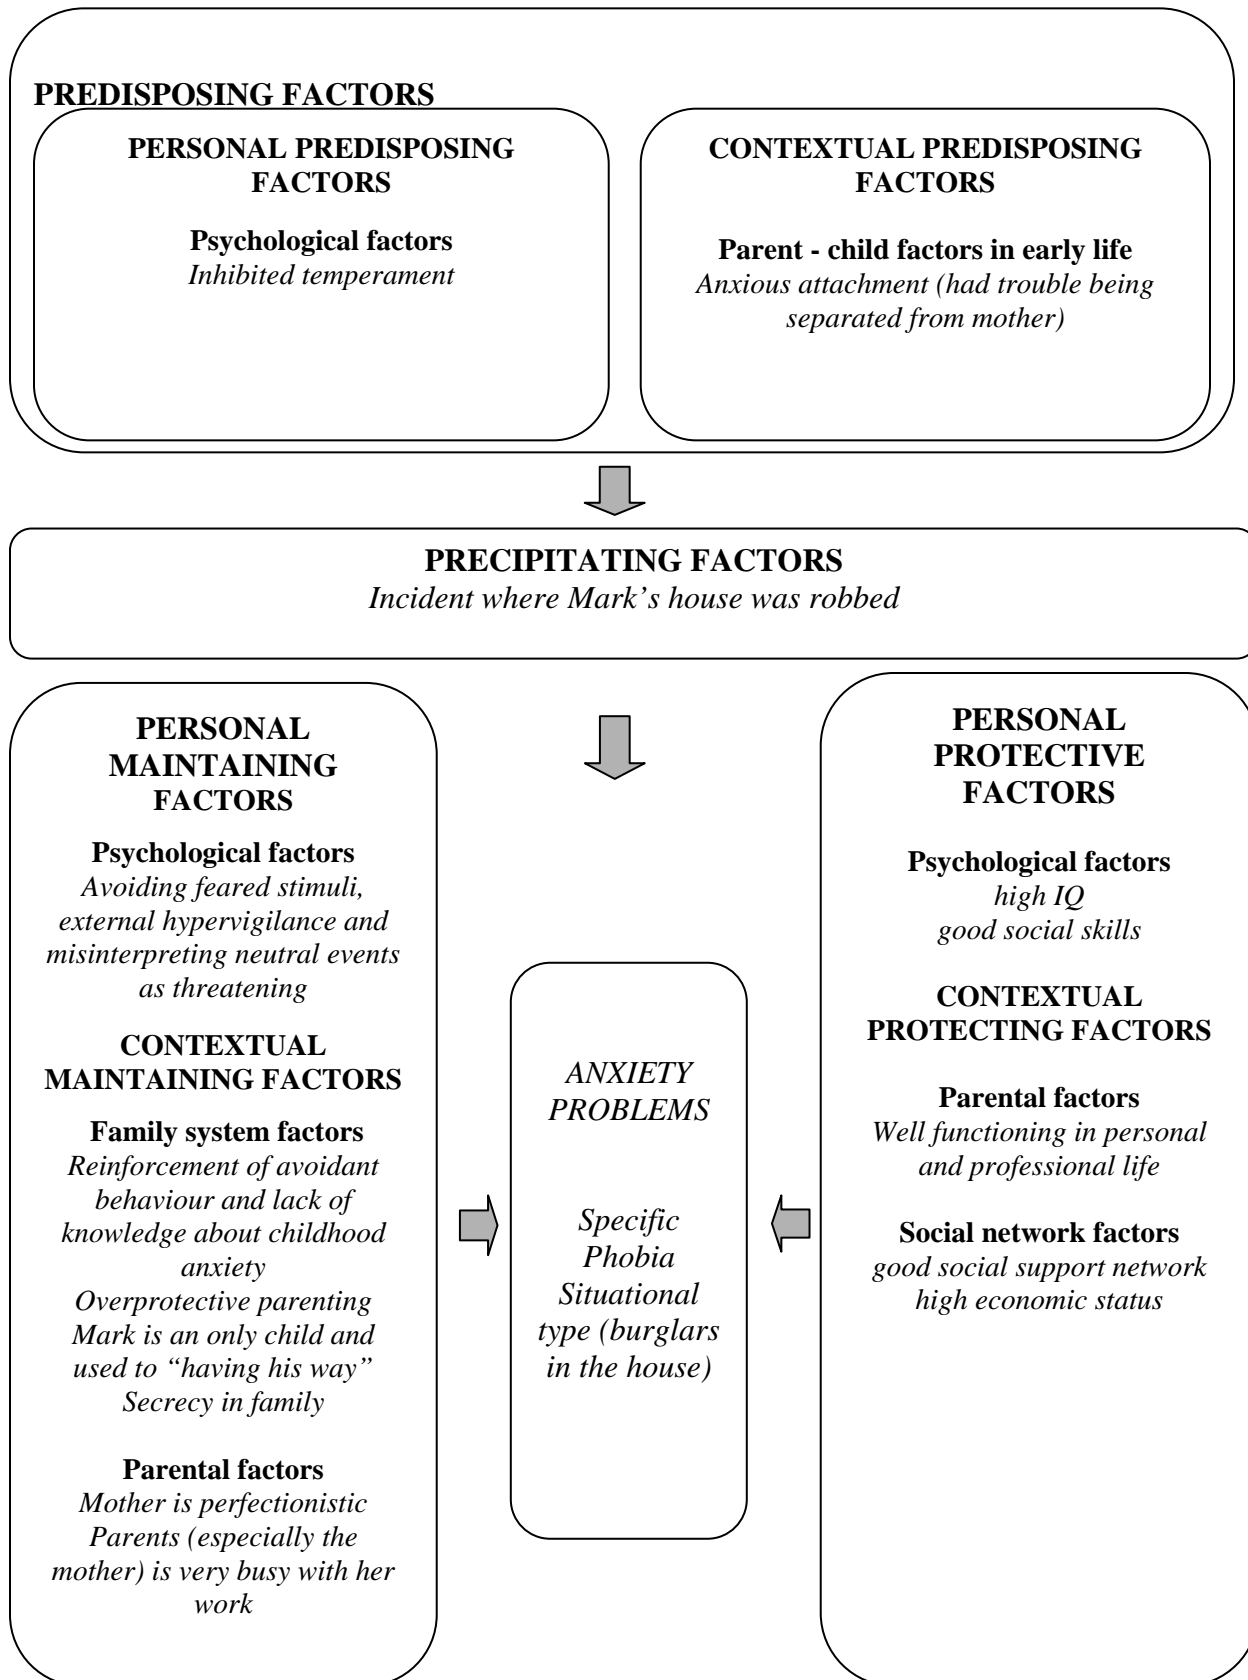 PREDISPOSING FACTORS
PERSONAL PREDISPOSING
FACTORS
Psychological factors
Inhibited temperament
CONTEXTUAL PREDISPOSING
FACTORS
Parent - child factors in early life
Anxious attachment (had trouble being
separated from mother)
PRECIPITATING FACTORS
Incident where Mark’s house was robbed
PERSONAL
MAINTAINING
FACTORS
Psychological factors
Avoiding feared stimuli,
external hypervigilance and
misinterpreting neutral events
as threatening
CONTEXTUAL
MAINTAINING FACTORS
Family system factors
Reinforcement of avoidant
behaviour and lack of
knowledge about childhood
anxiety
Overprotective parenting
Mark is an only child and
used to “having his way”
Secrecy in family
Parental factors
Mother is perfectionistic
Parents (especially the
mother) is very busy with her
work
ANXIETY
PROBLEMS
Specific
Phobia
Situational
type (burglars
in the house)
PERSONAL
PROTECTIVE
FACTORS
Psychological factors
high IQ
good social skills
CONTEXTUAL
PROTECTING FACTORS
Parental factors
Well functioning in personal
and professional life
Social network factors
good social support network
high economic status